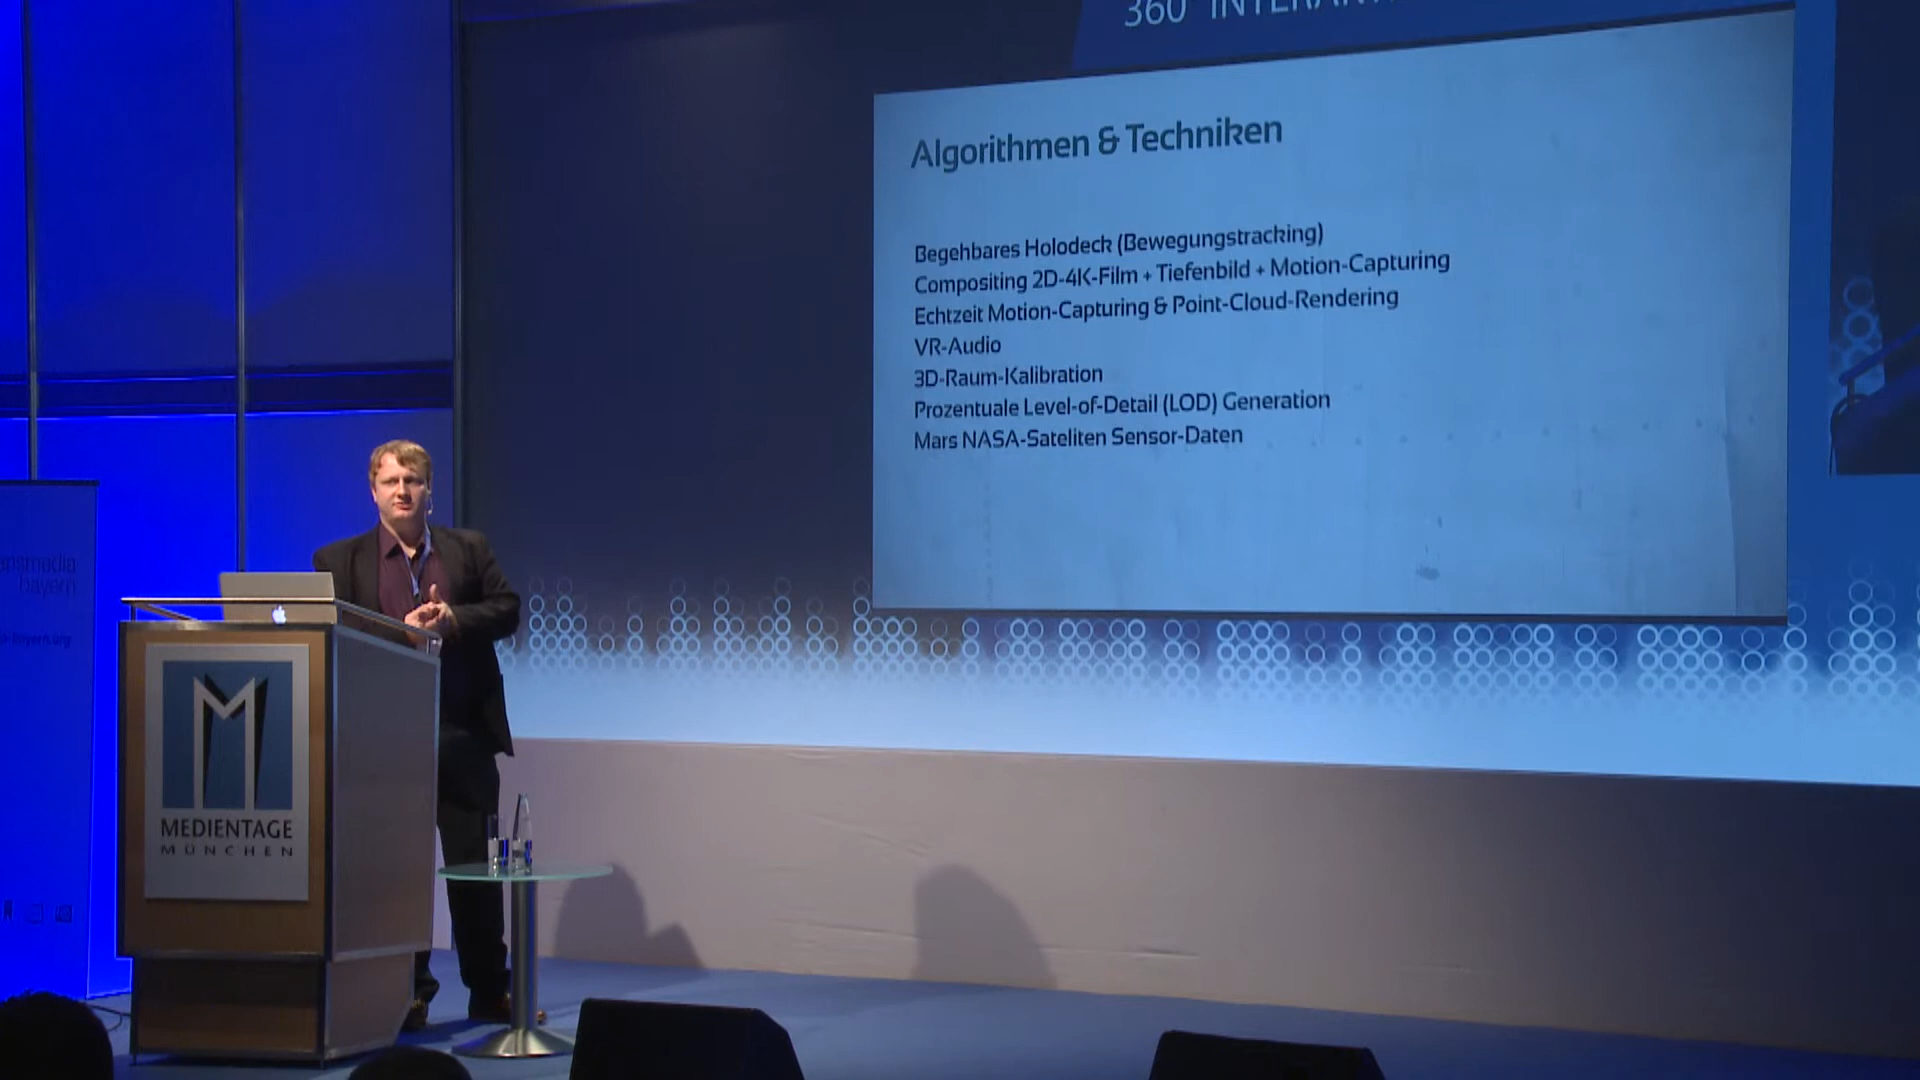 360°
Algorithmen & Techniken
Begehbares Holodeck (Bewegungstracking)
Compositing 2D-4K-Film + Tiefenbild + Motion-Capturing
Echtzeit Motion-Capturing & Point-Cloud-Rendering
VR-Audio
3D-Raum-Kalibration
Prozentuale Level-of-Detail (LOD) Generation
Mars NASA-Sateliten Sensor-Daten
bayern
M
MEDIENTAGE
MÜNCHEN